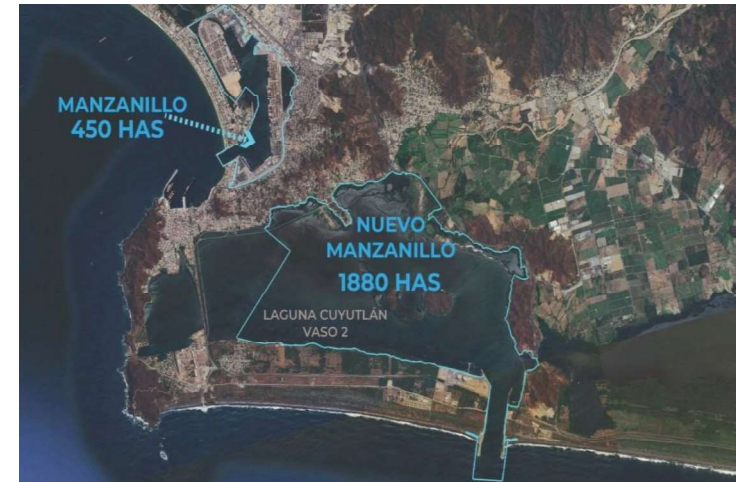 MANZANILLO
450 HAS
NUEVO
MANZANILLO
1880 HAS
LAGUNA CUYUTLÁN
VASO 2